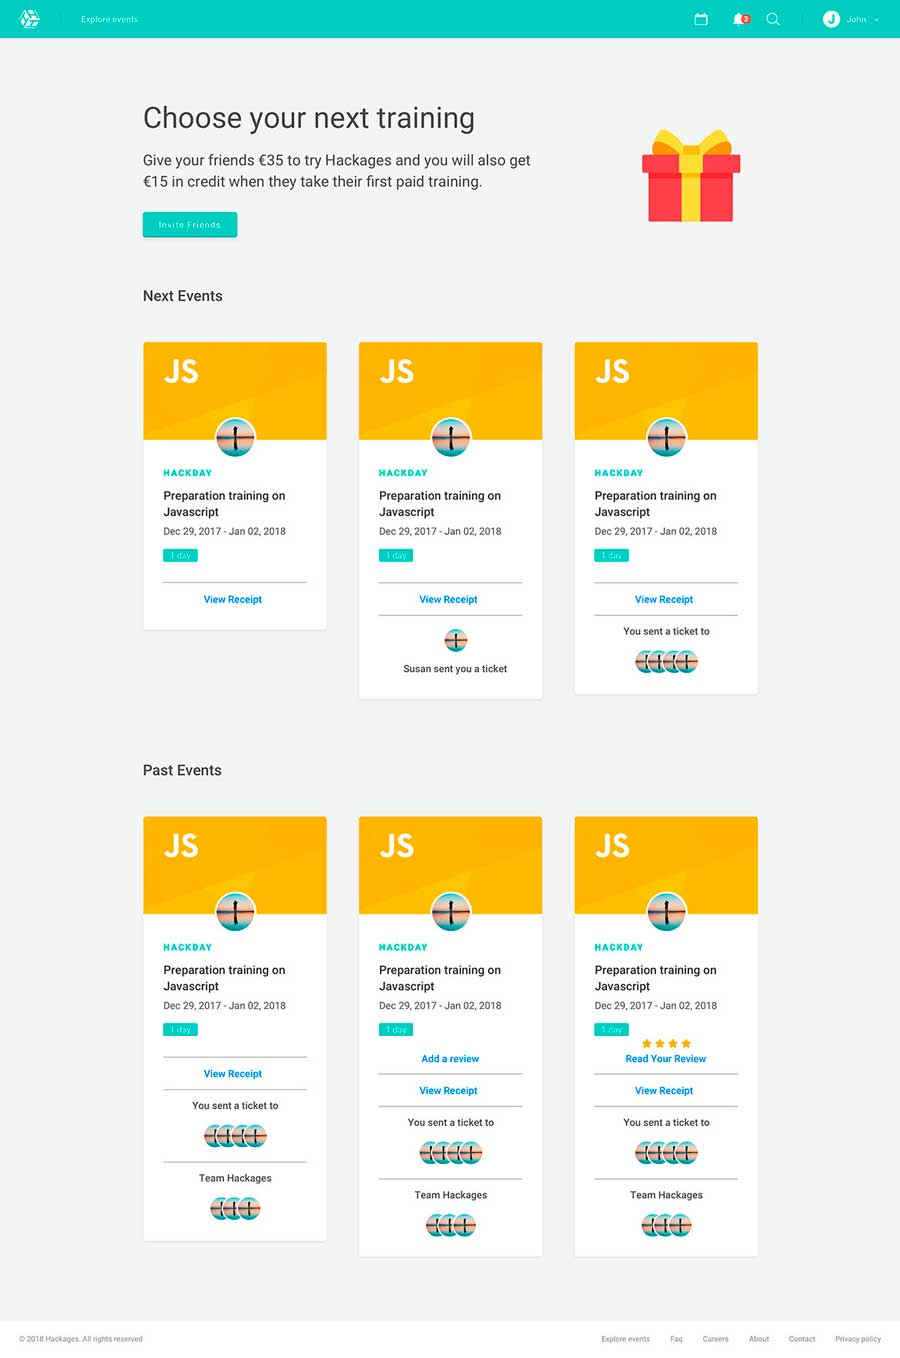 Explore events
3
J
John
Choose your next training
Give your friends €35 to try Hackages and you will also get
€15 in credit when they take their first paid training.
Invite Friends
Next Events
JS
HACKDAY
Preparation training on
Javascript
Dec 29, 2017 - Jan 02, 2018
1 day
View Receipt
JS
HACKDAY
Preparation training on
Javascript
Dec 29, 2017 - Jan 02, 2018
1 day
View Receipt
Susan sent you a ticket
JS
HACKDAY
Preparation training on
Javascript
Dec 29, 2017 - Jan 02, 2018
1 day
View Receipt
You sent a ticket to
Past Events
JS
HACKDAY
Preparation training on
Javascript
Dec 29, 2017 - Jan 02, 2018
1 day
View Receipt
You sent a ticket to
Team Hackages
JS
HACKDAY
Preparation training on
Javascript
Dec 29, 2017 - Jan 02, 2018
1 day
Add a review
View Receipt
You sent a ticket to
Team Hackages
JS
HACKDAY
Preparation training on
Javascript
Dec 29, 2017 - Jan 02, 2018
1 day
Read Your Review
View Receipt
You sent a ticket to
Team Hackages
© 2018 Hackages. All rights reserved
Explore events
Faq
Careers
About
Contact
Privacy policy